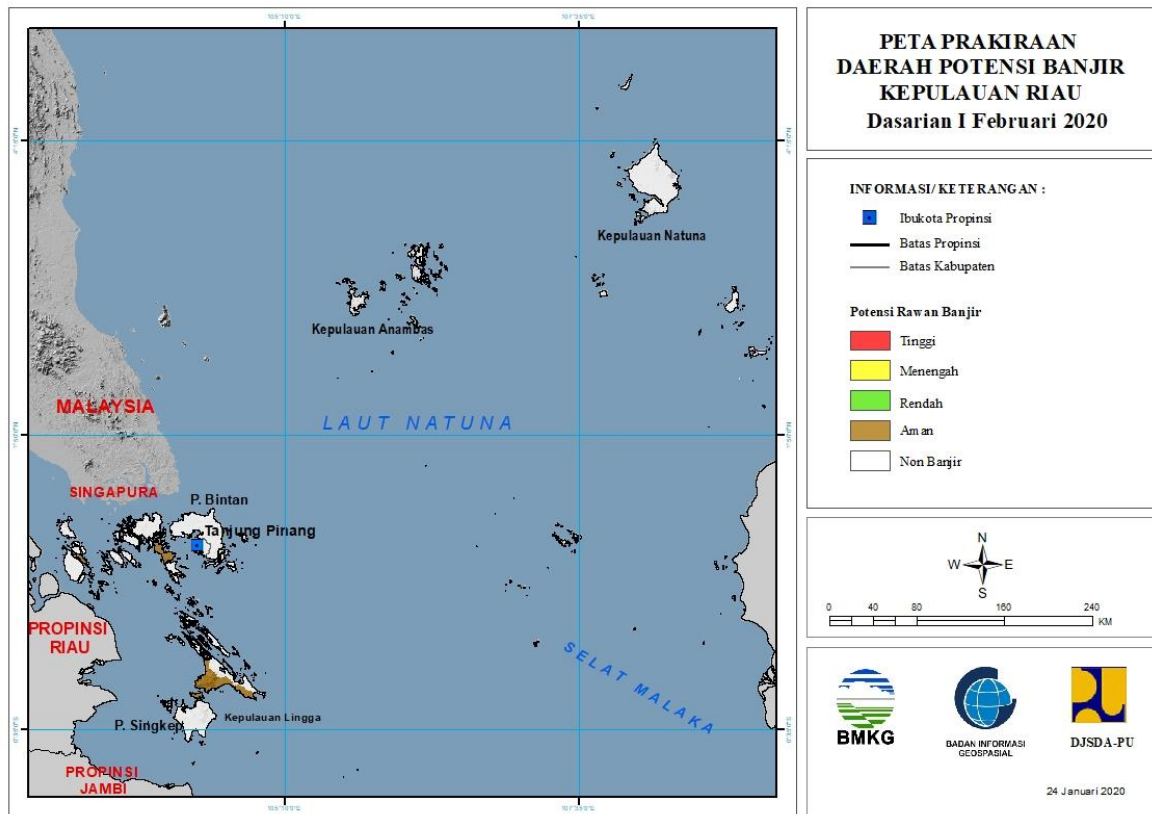 PETA PRAKIRAAN
DAERAH POTENSI BANJIR
KEPULAUAN RIAU
Dasarian I Februari 2020
INFORMASI/ KETERANGAN :
Ibukota Propinsi
Batas Propinsi
Batas Kabupaten
Potensi Rawan Banjir
Tinggi
Menengah
Rendah
Aman
Non Banjir
N
W E
S
0 40 80 160 240
KM
BMKG
BADAN INFORMASI
GEOSPASIAL
DJSDA-PU
24 Januari 2020
Kepulauan Natuna
Kepulauan Anambas
MALAYSIA
LAUT NATUNA
SINGAPURA
P. Bintan
Tanjung Pinang
PROPINSI
RIAU
SELAT MALAKA
P. Singkep
Kepulauan Lingga
PROPINSI
JAMBI